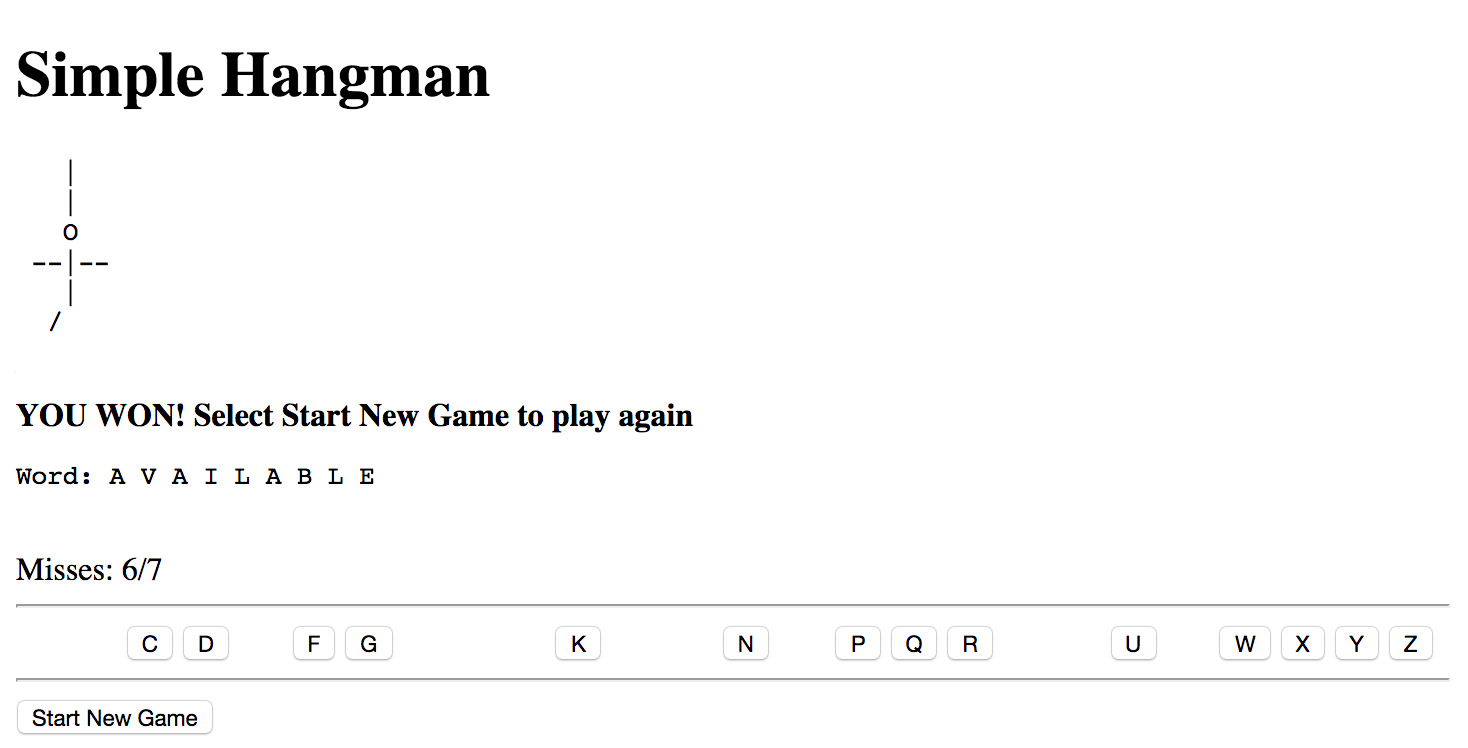 Simple Hangman
|
|
O
--|--
|
/
YOU WON! Select Start New Game to play again
Word: A V A I L A B L E
Misses: 6/7
C D F G K N P Q R U W X Y Z
Start New Game